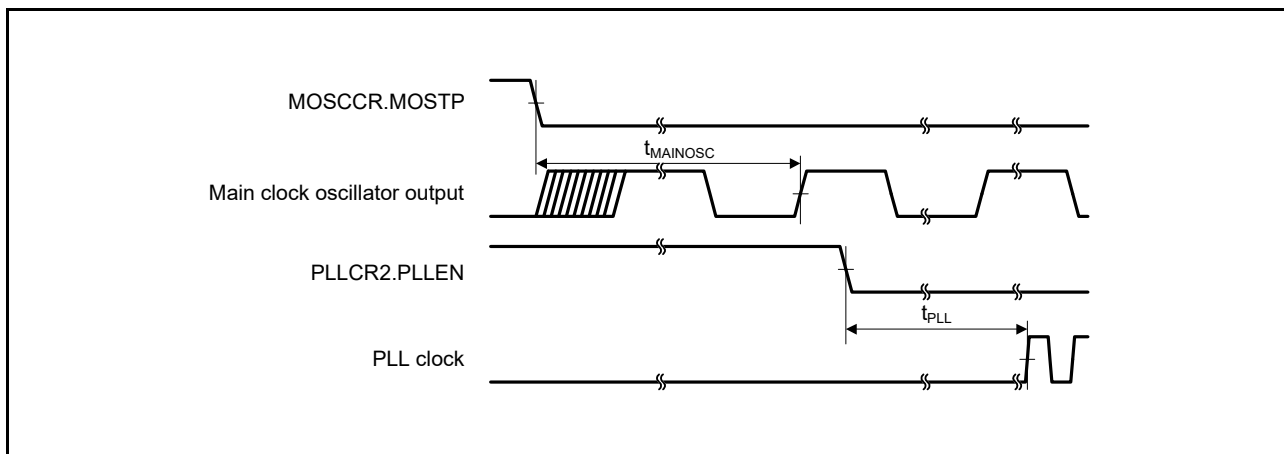 MOSCCR.MOSTP
tMAINOSC
Main clock oscillator output
PLLCR2.PLLEN
tPLL
PLL clock